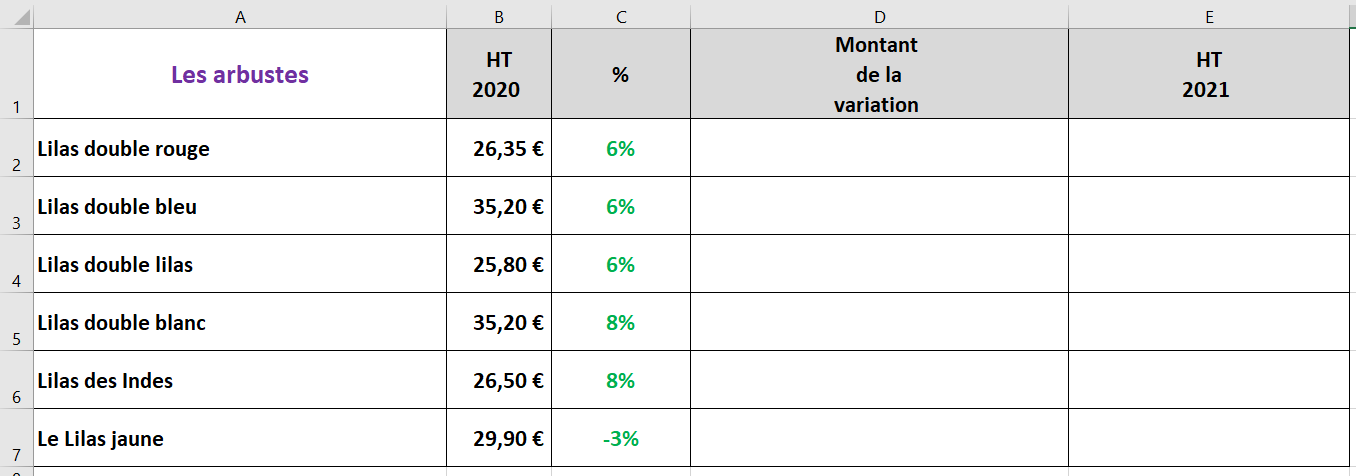 A B C D E
1 Les arbustes HT 2020 % Montant de la variation HT 2021
2 Lilas double rouge 26,35 € 6%
3 Lilas double bleu 35,20 € 6%
4 Lilas double lilas 25,80 € 6%
5 Lilas double blanc 35,20 € 8%
6 Lilas des Indes 26,50 € 8%
7 Le Lilas jaune 29,90 € -3%